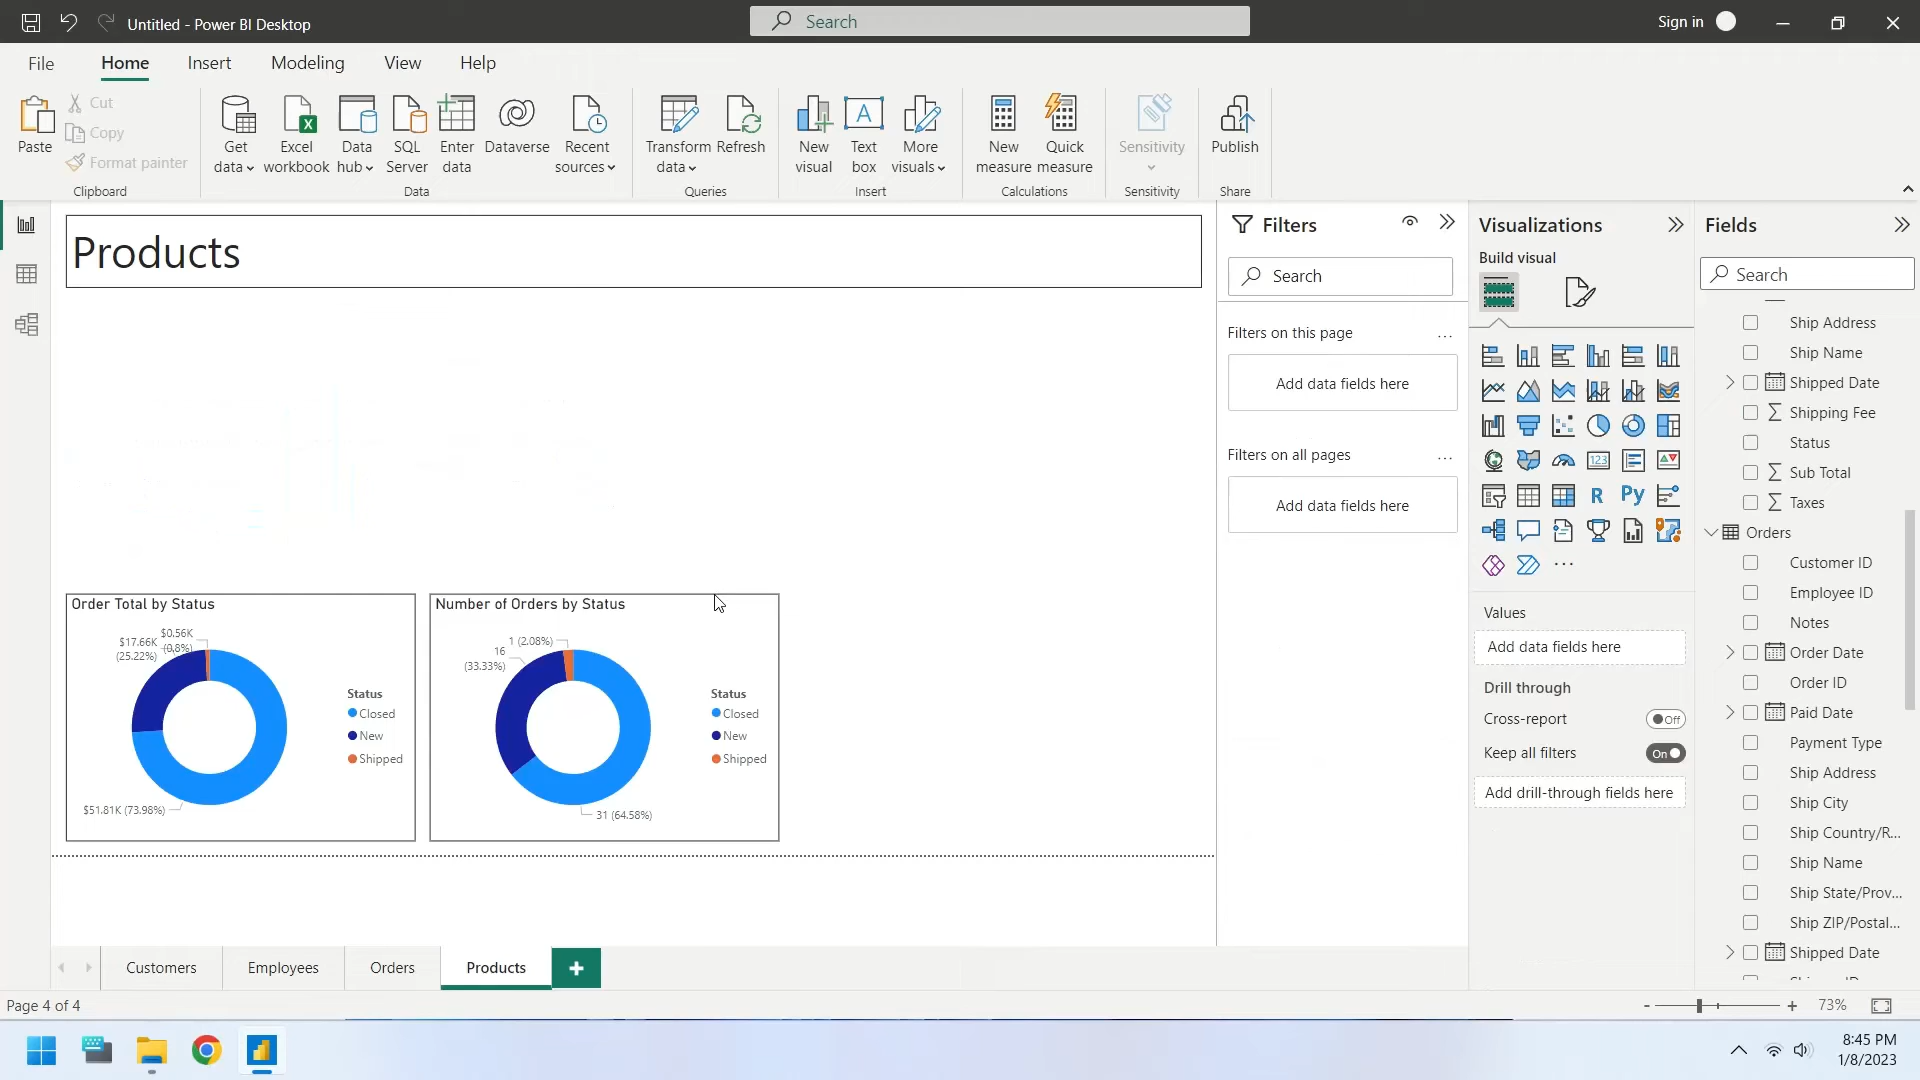 Untitled - Power BI Desktop
Search
Sign in
File
Home
Insert
Modeling
View
Help
Paste
Cut
Copy
Format painter
Clipboard
Get data
Excel workbook
Data hub
SQL Server
Enter data
Dataverse
Recent sources
Data
Transform data
Refresh
Queries
New visual
Text box
More visuals
Insert
New measure
Quick measure
Calculations
Sensitivity
Sensitivity
Publish
Share
Products
Order Total by Status
$0.56K
(0.8%)
$17.66K
(25.22%)
$51.81K (73.98%)
Status
Closed
New
Shipped
Number of Orders by Status
1 (2.08%)
16
(33.33%)
31 (64.58%)
Status
Closed
New
Shipped
Filters
Search
Filters on this page
...
Add data fields here
Filters on all pages
...
Add data fields here
Visualizations
Build visual
123
R
Py
...
Values
Add data fields here
Drill through
Cross-report
Off
Keep all filters
On
Add drill-through fields here
Fields
Search
Ship Address
Ship Name
Shipped Date
Shipping Fee
Status
Sub Total
Taxes
Orders
Customer ID
Employee ID
Notes
Order Date
Order ID
Paid Date
Payment Type
Ship Address
Ship City
Ship Country/R...
Ship Name
Ship State/Prov...
Ship ZIP/Postal...
Shipped Date
Customers
Employees
Orders
Products
Page 4 of 4
73%
8:45 PM
1/8/2023